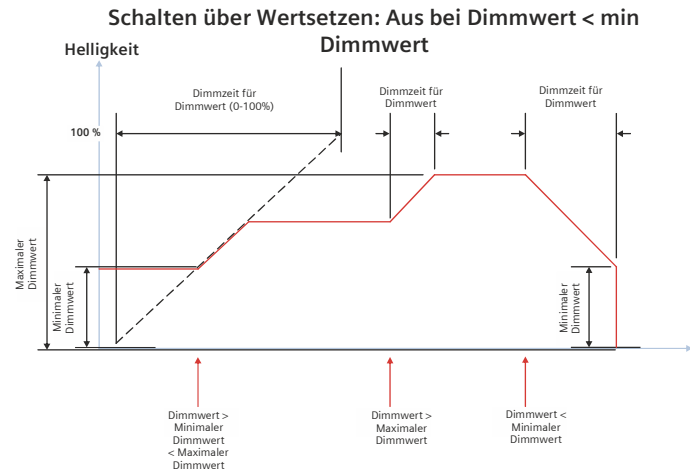 Schalten über Wertsetzen: Aus bei Dimmwert < min
Dimmwert
Helligkeit
Dimmzeit für
Dimmwert (0-100%)
Dimmzeit für
Dimmwert
Dimmzeit für
Dimmwert
100 %
Maximaler
Dimmwert
Minimaler
Dimmwert
Minimaler
Dimmwert
Dimmwert >
Minimaler
Dimmwert
< Maximaler
Dimmwert
Dimmwert >
Maximaler
Dimmwert
Dimmwert <
Minimaler
Dimmwert